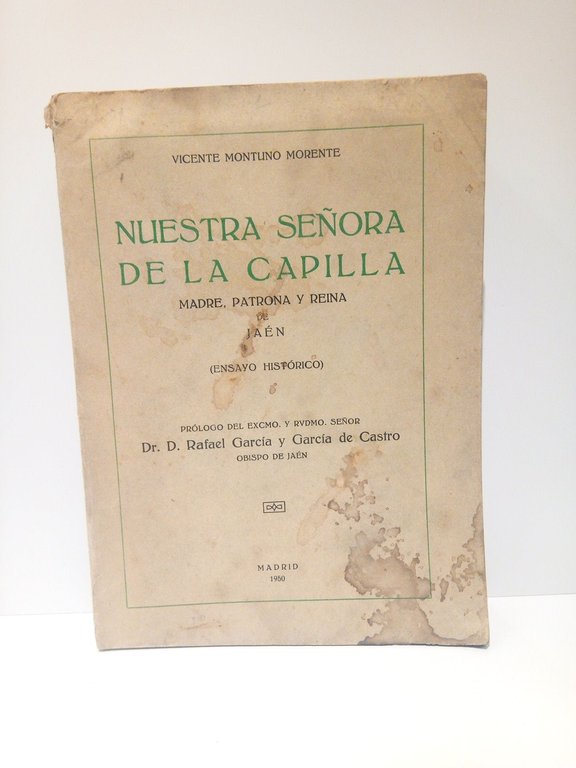 VICENTE MONTUNO MORENTE
NUESTRA SEÑORA
DE LA CAPILLA
MADRE, PATRONA Y REINA
DE
JAÉN
(ENSAYO HISTÓRICO)
PRÓLOGO DEL EXCMO. Y RVDMO. SEÑOR
Dr. D. Rafael García y García de Castro
OBISPO DE JAÉN
MADRID
1950